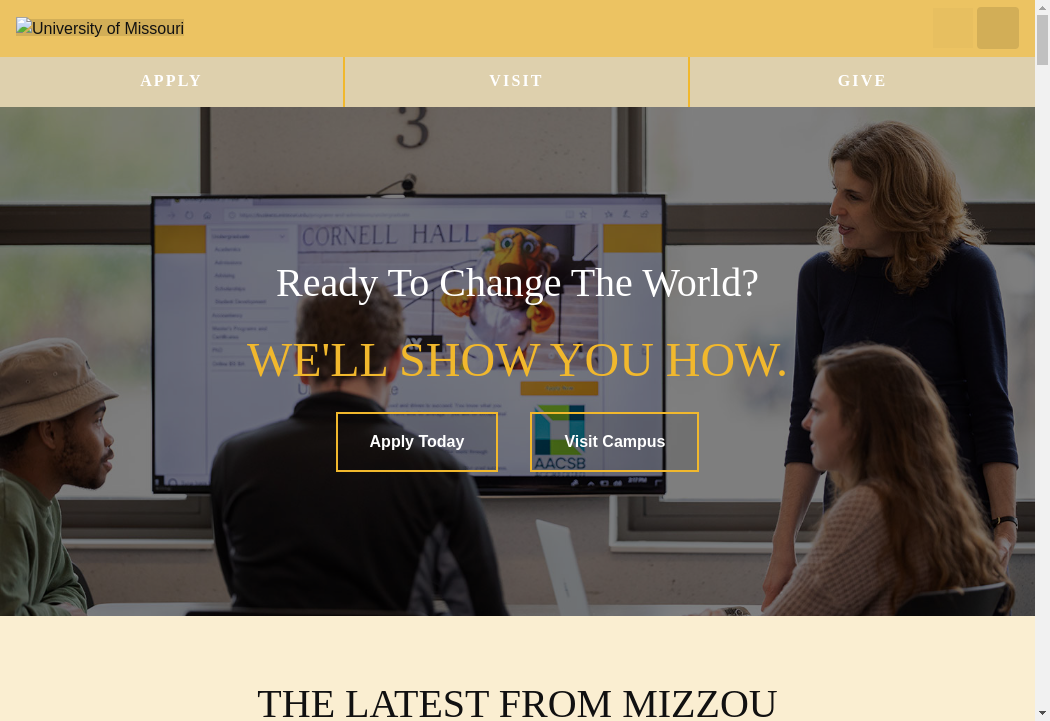 University of Missouri
APPLY
VISIT
GIVE
3
CORNELL HALL
Ready To Change The World?
WE'LL SHOW YOU HOW.
Apply Today
Visit Campus
AACSB
THE LATEST FROM MIZZOU